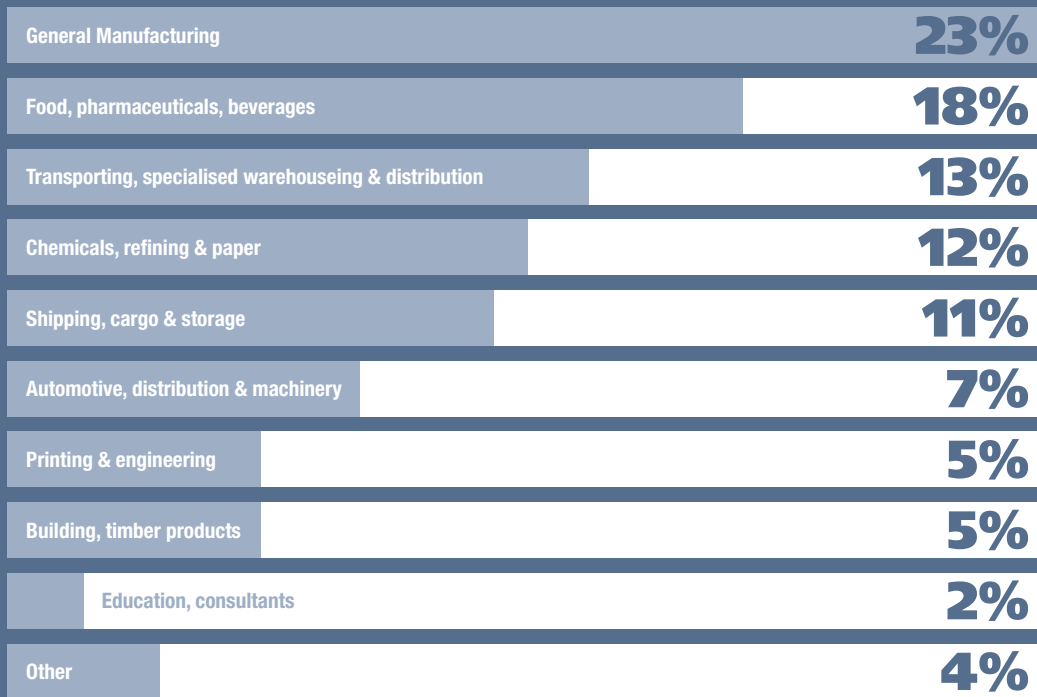 General Manufacturing 23%
Food, pharmaceuticals, beverages 18%
Transporting, specialised warehouseing & distribution 13%
Chemicals, refining & paper 12%
Shipping, cargo & storage 11%
Automotive, distribution & machinery 7%
Printing & engineering 5%
Building, timber products 5%
Education, consultants 2%
Other 4%